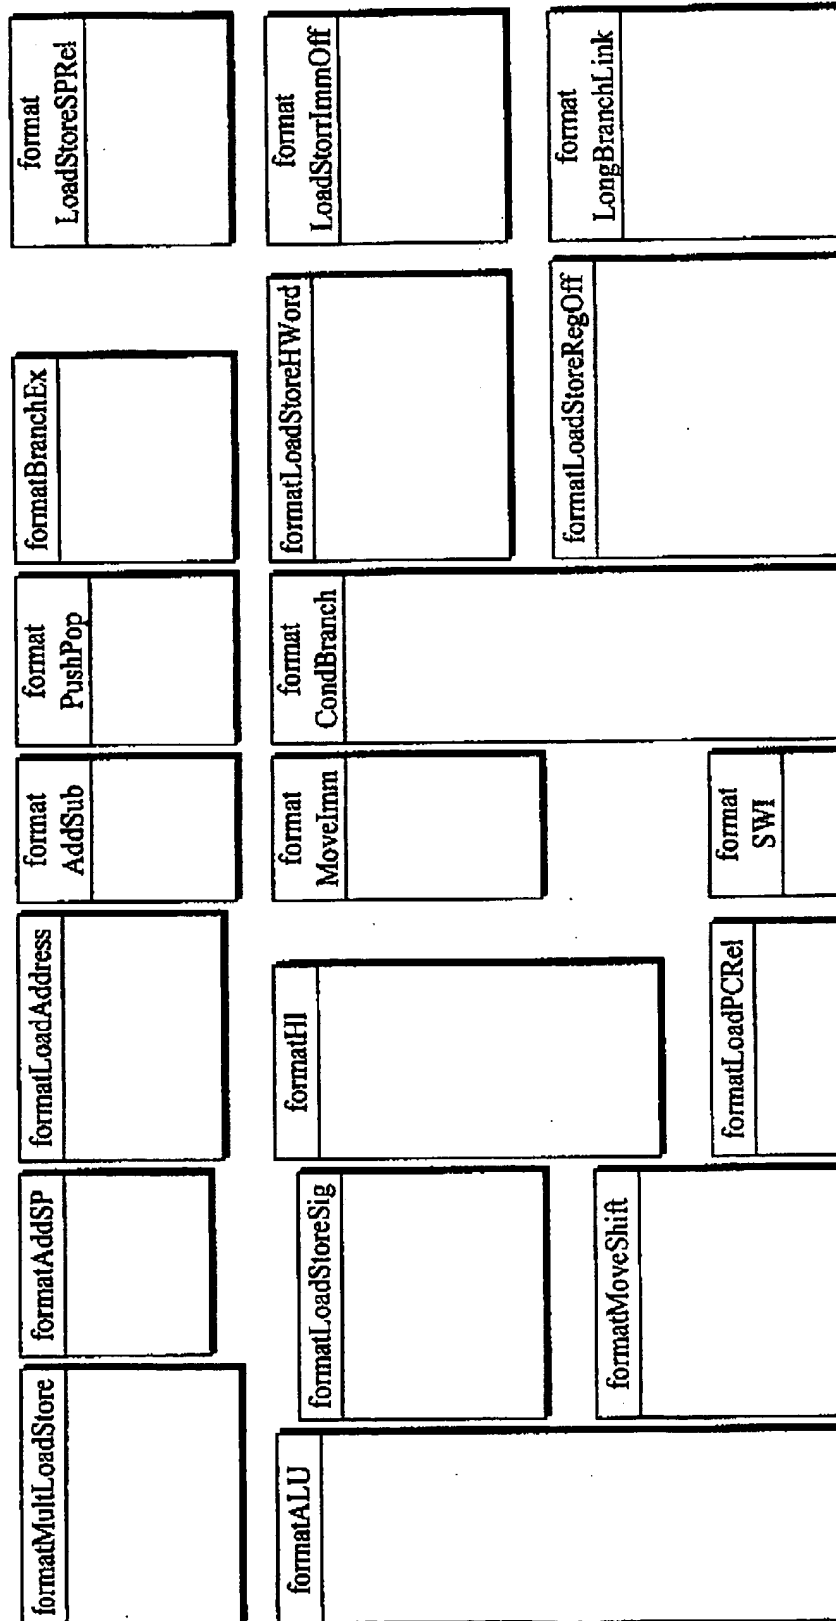 formatMultLoadStore
formatAddSP
formatLoadAddress
format
AddSub
format
PushPop
formatBranchEx
format
LoadStoreSPRel
formatALU
formatLoadStoreSig
formatHI
format
MoveImm
format
CondBranch
formatLoadStoreHWord
format
LoadStorrImmOff
formatMoveShift
formatLoadPCRel
format
SWI
formatLoadStoreRegOff
format
LongBranchLink